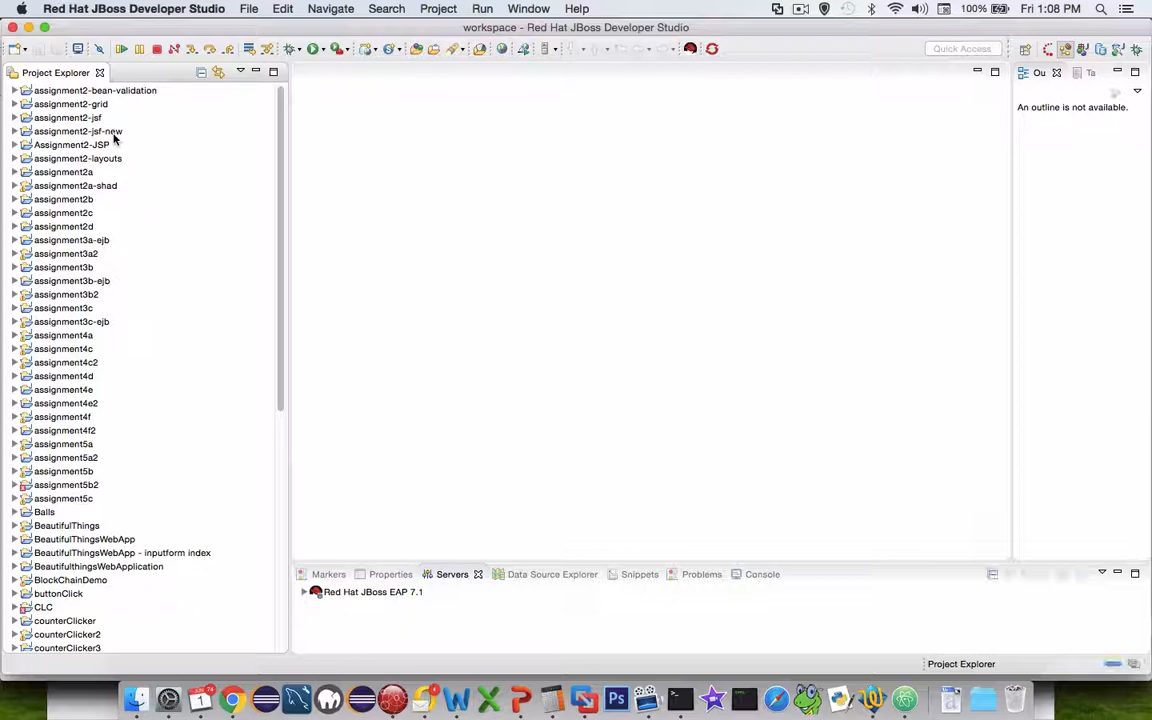 Red Hat JBoss Developer Studio File Edit Navigate Search Project Run Window Help 100% Fri 1:08 PM
workspace - Red Hat JBoss Developer Studio
Quick Access
Project Explorer
Ou
Ta
An outline is not available.
assignment2-bean-validation
assignment2-grid
assignment2-jsf
assignment2-jsf-new
Assignment2-JSP
assignment2-layouts
assignment2a
assignment2a-shad
assignment2b
assignment2c
assignment2d
assignment3a-ejb
assignment3a2
assignment3b
assignment3b-ejb
assignment3b2
assignment3c
assignment3c-ejb
assignment4a
assignment4c
assignment4c2
assignment4d
assignment4e
assignment4e2
assignment4f
assignment4f2
assignment5a
assignment5a2
assignment5b
assignment5b2
assignment5c
Balls
BeautifulThings
BeautifulThingsWebApp
BeautifulThingsWebApp - inputform index
BeautifulthingsWebApplication
BlockChainDemo
buttonClick
CLC
counterClicker
counterClicker2
counterClicker3
Markers Properties Servers Data Source Explorer Snippets Problems Console
Red Hat JBoss EAP 7.1
Project Explorer